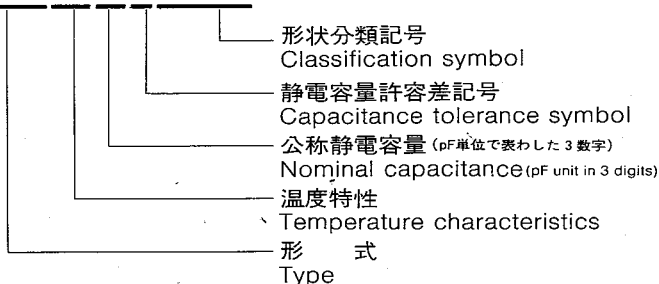 形状分類記号
Classification symbol
静電容量許容差記号
Capacitance tolerance symbol
公称静電容量(pF単位で表わした3数字)
Nominal capacitance(pF unit in 3 digits)
温度特性
Temperature characteristics
形 式
Type